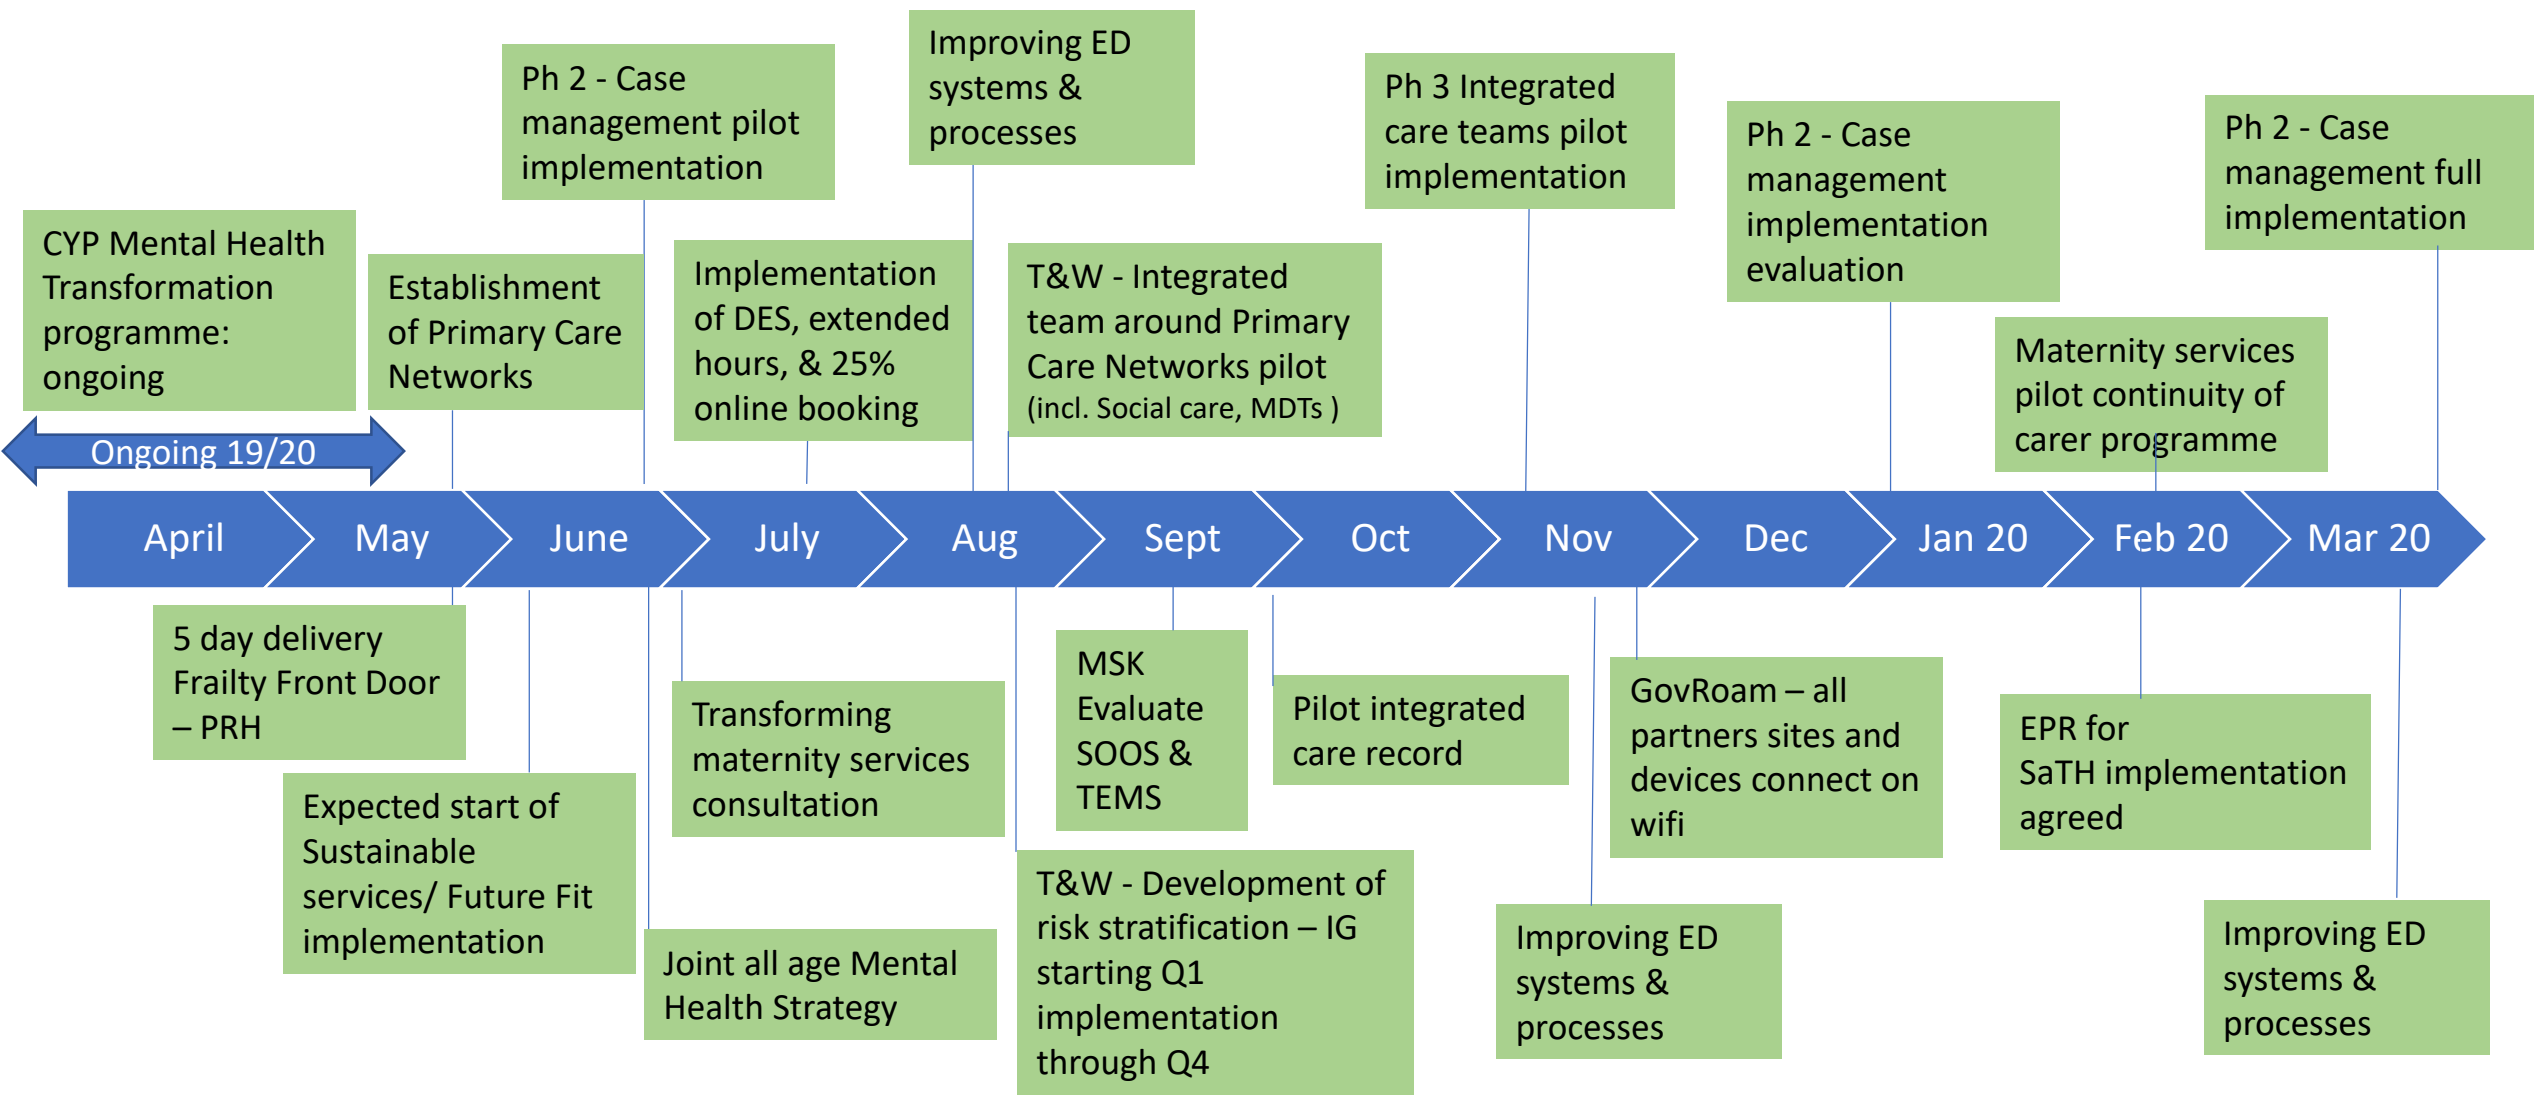 CYP Mental Health
Transformation
programme:
ongoing
Ongoing 19/20
Establishment
of Primary Care
Networks
Ph 2 - Case
management pilot
implementation
Implementation
of DES, extended
hours, & 25%
online booking
Improving ED
systems &
processes
T&W - Integrated
team around Primary
Care Networks pilot
(incl. Social care, MDTs )
Ph 3 Integrated
care teams pilot
implementation
Ph 2 - Case
management
implementation
evaluation
Maternity services
pilot continuity of
carer programme
Ph 2 - Case
management full
implementation
April
May
June
July
Aug
Sept
Oct
Nov
Dec
Jan 20
Feb 20
Mar 20
5 day delivery
Frailty Front Door
– PRH
Expected start of
Sustainable
services/ Future Fit
implementation
Joint all age Mental
Health Strategy
Transforming
maternity services
consultation
T&W - Development of
risk stratification – IG
starting Q1
implementation
through Q4
MSK
Evaluate
SOOS &
TEMS
Pilot integrated
care record
Improving ED
systems &
processes
GovRoam – all
partners sites and
devices connect on
wifi
EPR for
SaTH implementation
agreed
Improving ED
systems &
processes